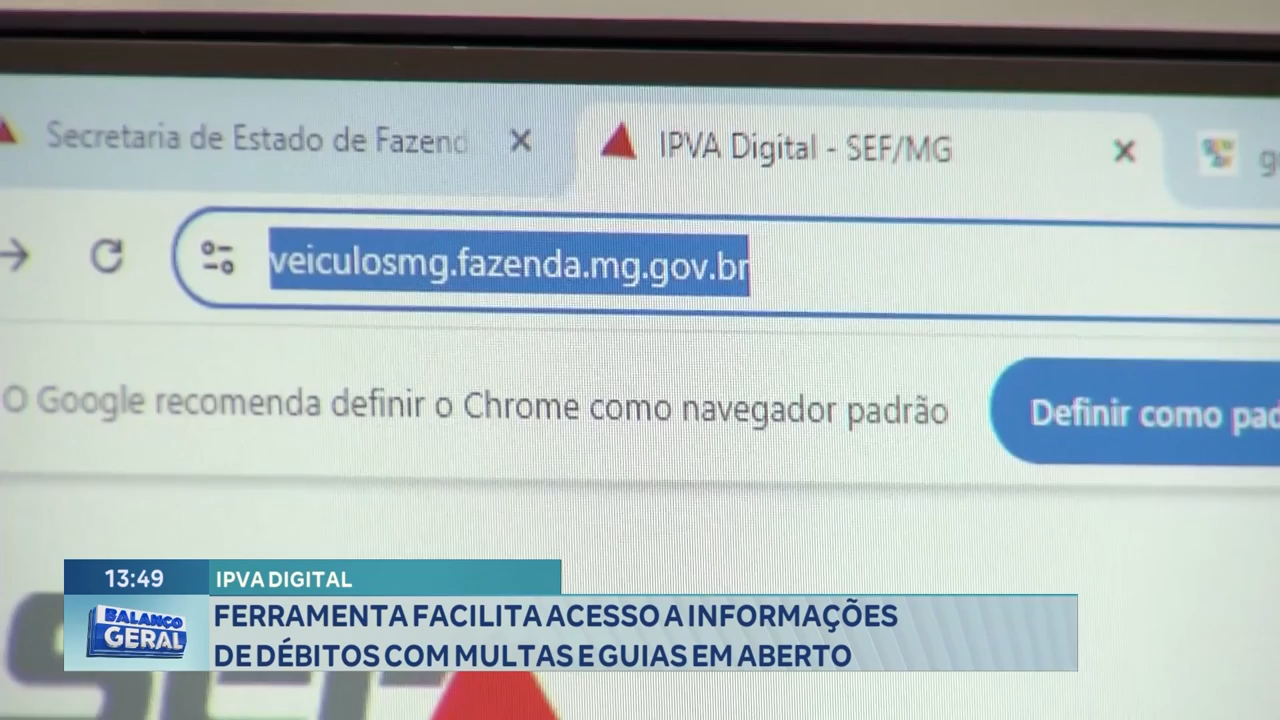 Secretaria de Estado de Fazend
IPVA Digital - SEF/MG
g
veiculosmg.fazenda.mg.gov.br
O Google recomenda definir o Chrome como navegador padrão
Definir como pad
13:49
IPVA DIGITAL
BALANÇO
GERAL
FERRAMENTA FACILITA ACESSO A INFORMAÇÕES
DE DÉBITOS COM MULTAS E GUIAS EM ABERTO
SEF